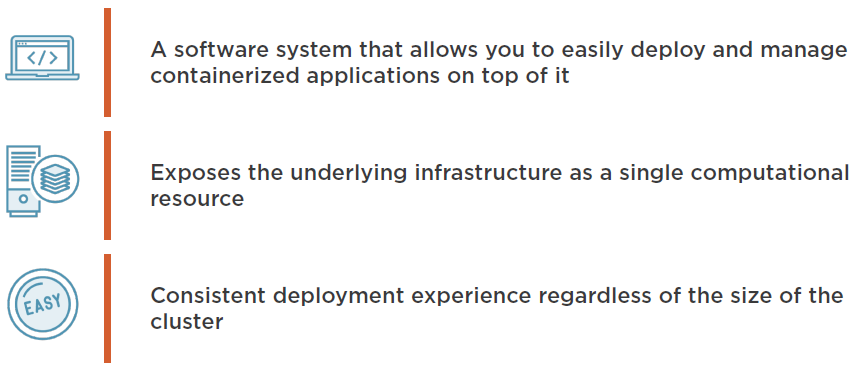 </>
A software system that allows you to easily deploy and manage
containerized applications on top of it
Exposes the underlying infrastructure as a single computational
resource
EASY
Consistent deployment experience regardless of the size of the
cluster